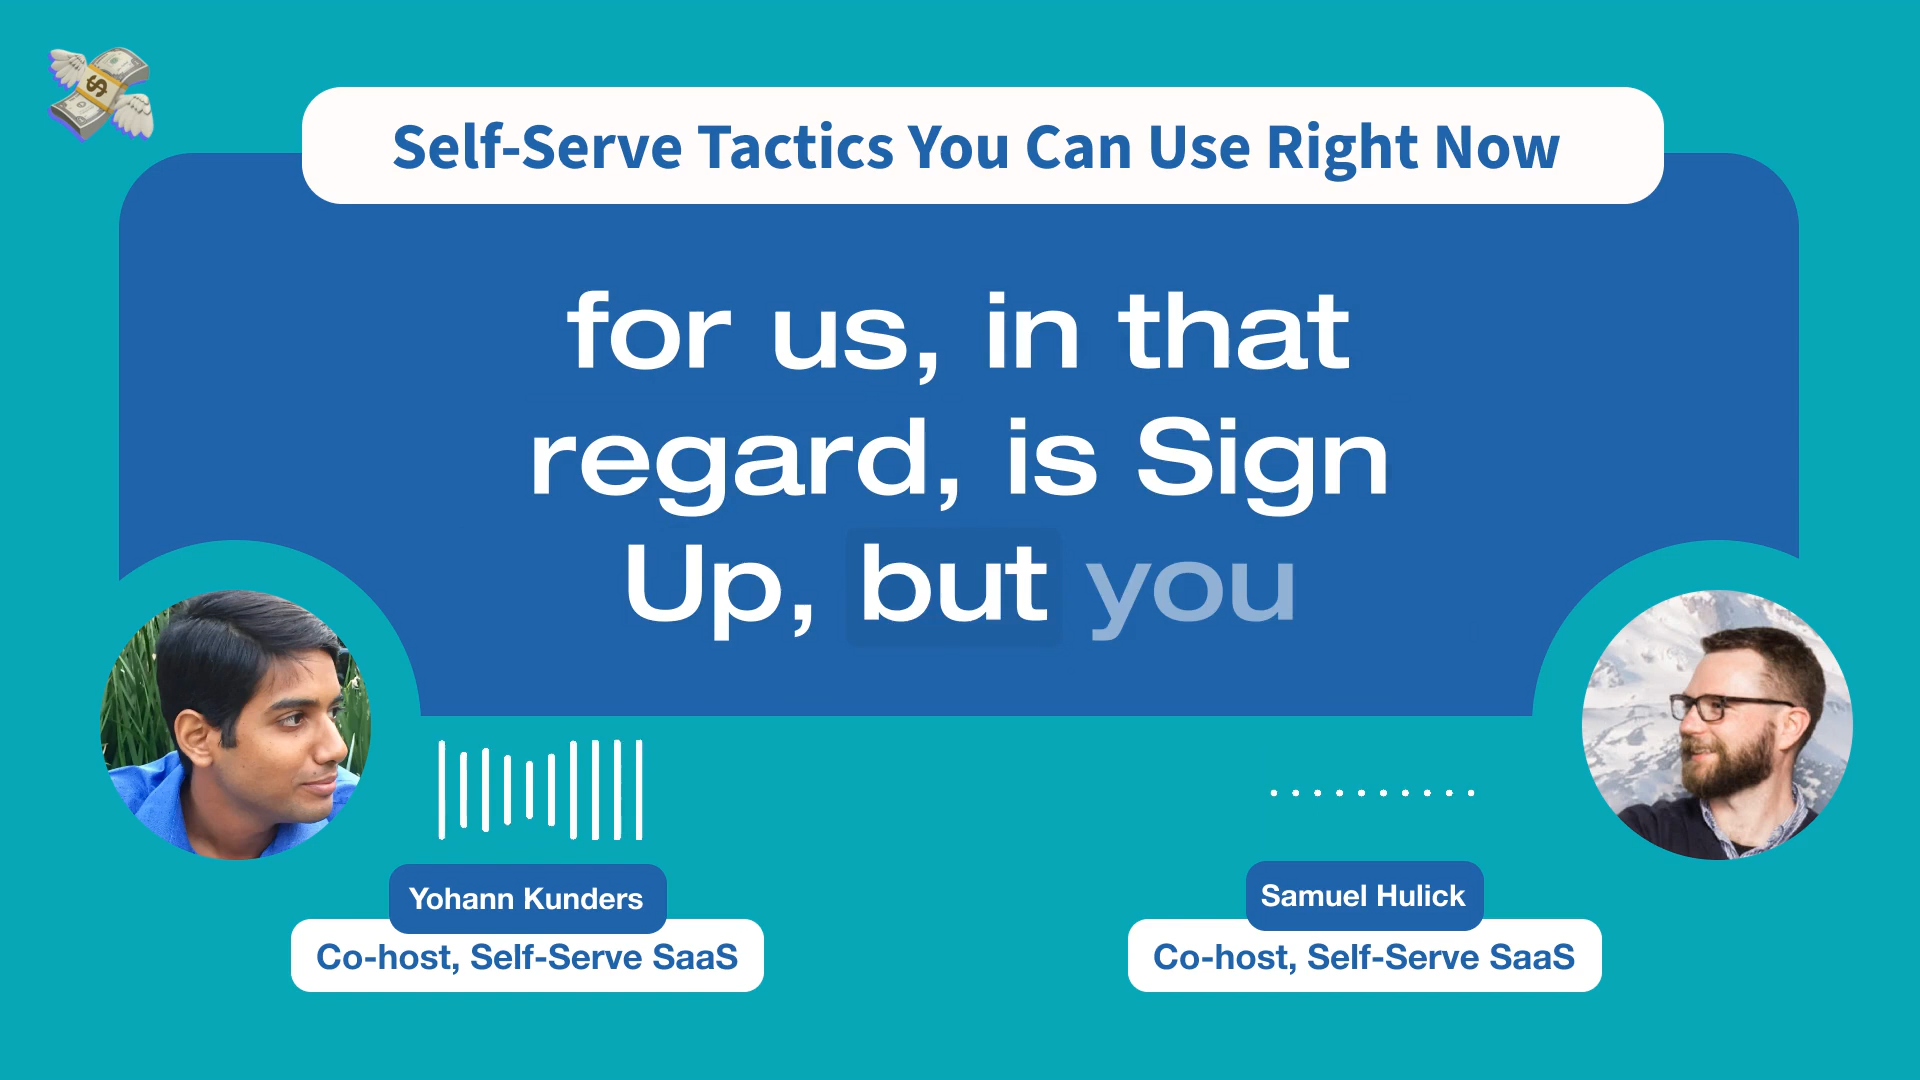 Self-Serve Tactics You Can Use Right Now
for us, in that
regard, is Sign
Up, but you
Yohann Kunders
Co-host, Self-Serve SaaS
Samuel Hulick
Co-host, Self-Serve SaaS